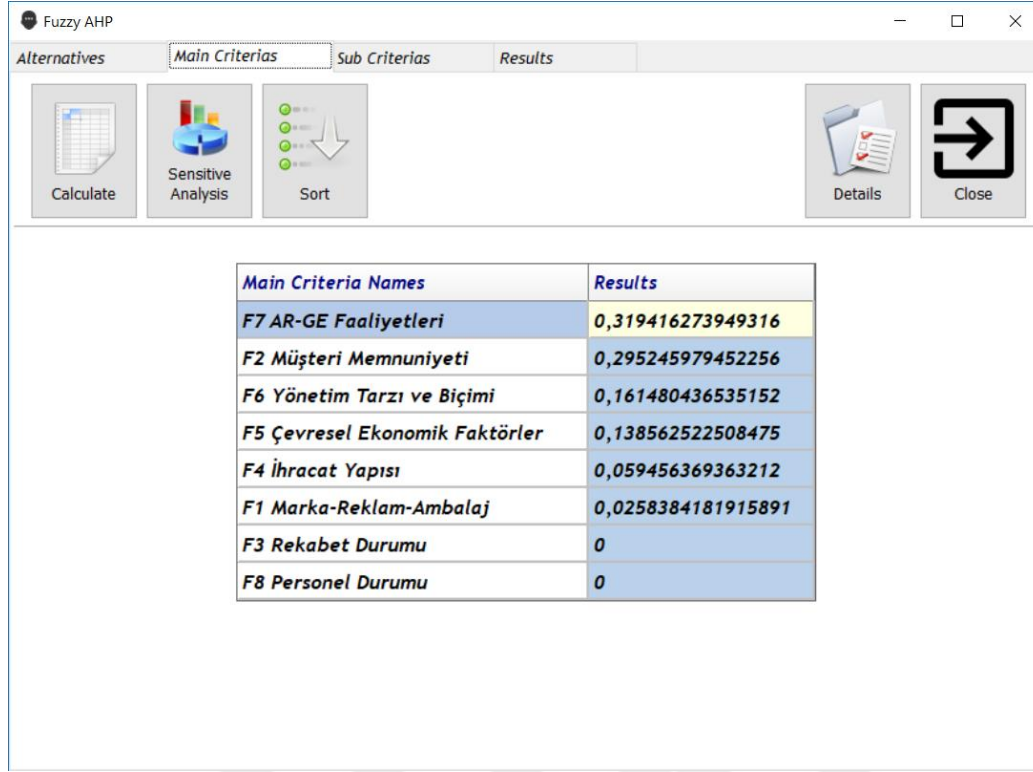 Fuzzy AHP
Alternatives Main Criterias Sub Criterias Results
Calculate
Sensitive Analysis
Sort
Details
Close
Main Criteria Names Results
F7 AR-GE Faaliyetleri 0,319416273949316
F2 Müşteri Memnuniyeti 0,295245979452256
F6 Yönetim Tarzı ve Biçimi 0,161480436535152
F5 Çevresel Ekonomik Faktörler 0,138562522508475
F4 İhracat Yapısı 0,059456369363212
F1 Marka-Reklam-Ambalaj 0,0258384181915891
F3 Rekabet Durumu 0
F8 Personel Durumu 0